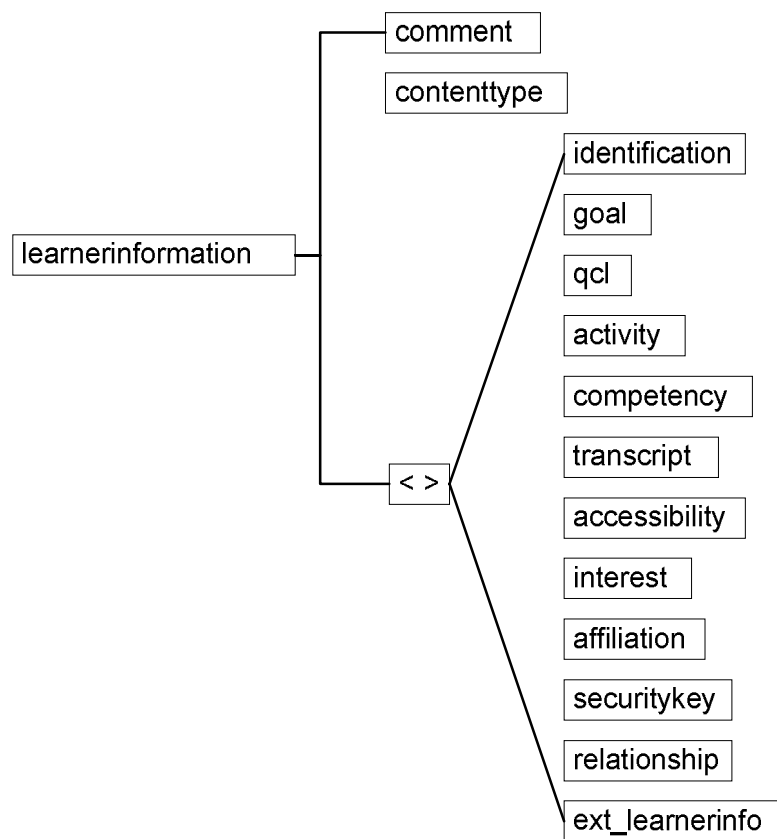 comment
contenttype
identification
goal
learnerinformation
qcl
activity
competency
transcript
< >
accessibility
interest
affiliation
securitykey
relationship
ext_learnerinfo